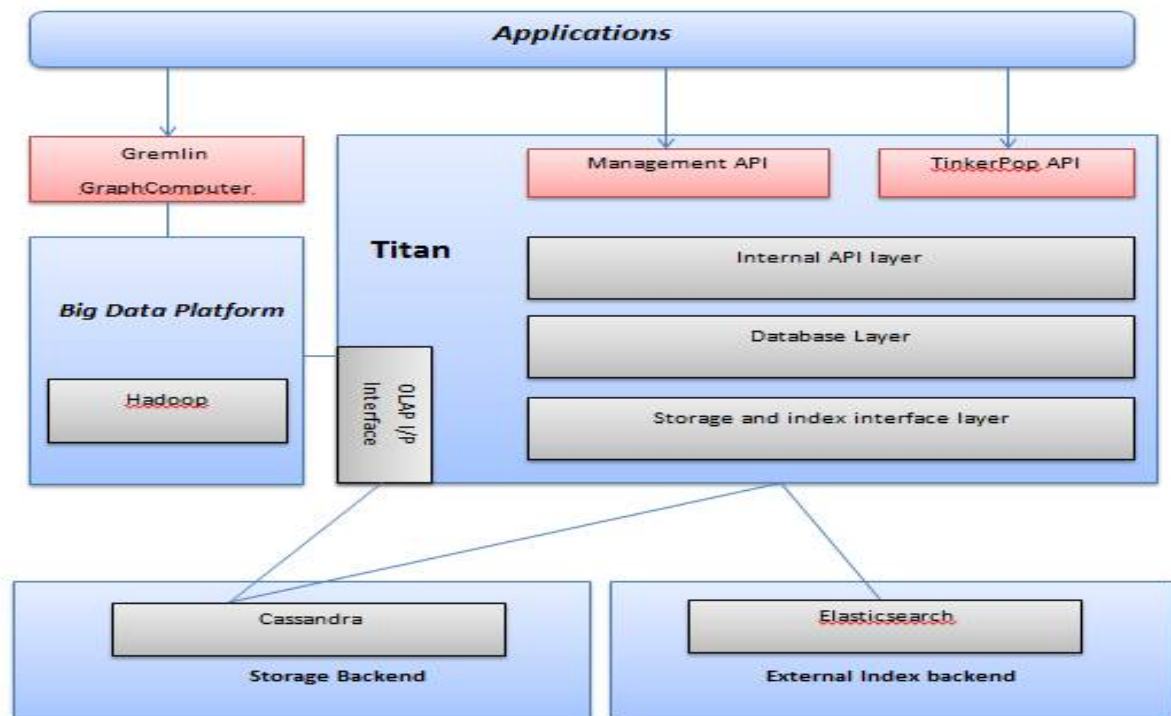 Applications
Gremlin
GraphComputer.
Management API
TinkerPop API
Titan
Internal API layer
Big Data Platform
Database Layer
OLAP I/P
Interface
Hadoop
Storage and index interface layer
Cassandra
Storage Backend
Elasticsearch
External Index backend